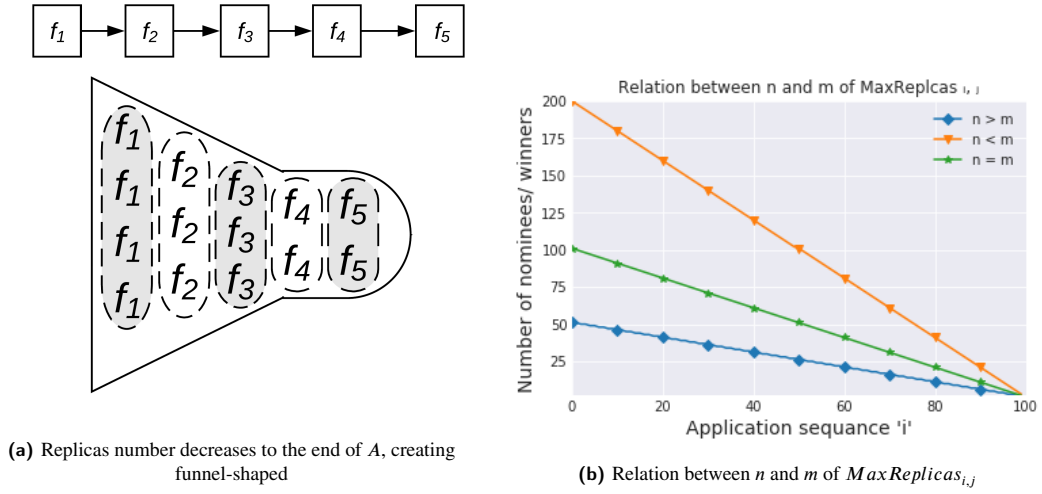 f1 f2 f3 f4 f5
f1 f1 f1 f1
f2 f2 f2
f3 f3 f3
f4 f4
f5 f5
(a) Replicas number decreases to the end of A, creating
funnel-shaped
Relation between n and m of MaxReplcas i, j
n > m
n < m
n = m
Number of nominees/ winners
200
175
150
125
100
75
50
25
0 20 40 60 80 100
Application sequance 'i'
(b) Relation between n and m of MaxReplicas i,j